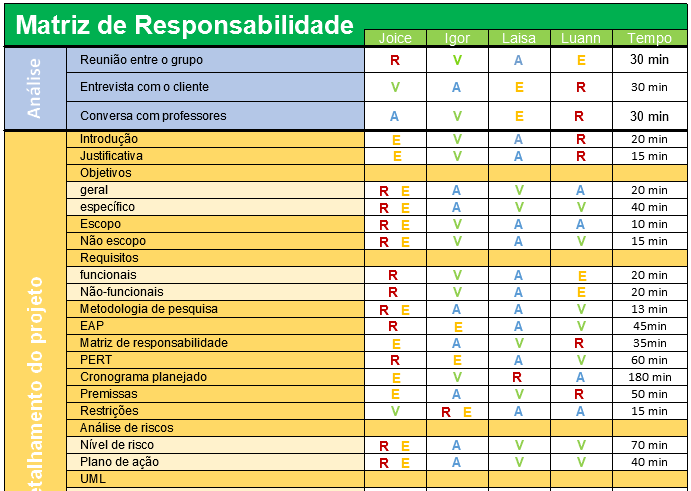 Matriz de Responsabilidade Joice Igor Laisa Luann Tempo
Análise
Reunião entre o grupo R V A E 30 min
Entrevista com o cliente V A E R 30 min
Conversa com professores A V E R 30 min
etalhamento do projeto
Introdução E V A R 20 min
Justificativa E V A R 15 min
Objetivos
geral R E A V A 20 min
específico R E A V V 40 min
Escopo R E V A A 10 min
Não escopo R E V A V 15 min
Requisitos
funcionais R V A E 20 min
Não-funcionais R V A E 20 min
Metodologia de pesquisa R E A A V 13 min
EAP R E A V 45min
Matriz de responsabilidade E A V R 35min
PERT R E A V 60 min
Cronograma planejado E V R A 180 min
Premissas E A V R 50 min
Restrições V R E A A 15 min
Análise de riscos
Nível de risco R E A V V 70 min
Plano de ação R E A V V 40 min
UML